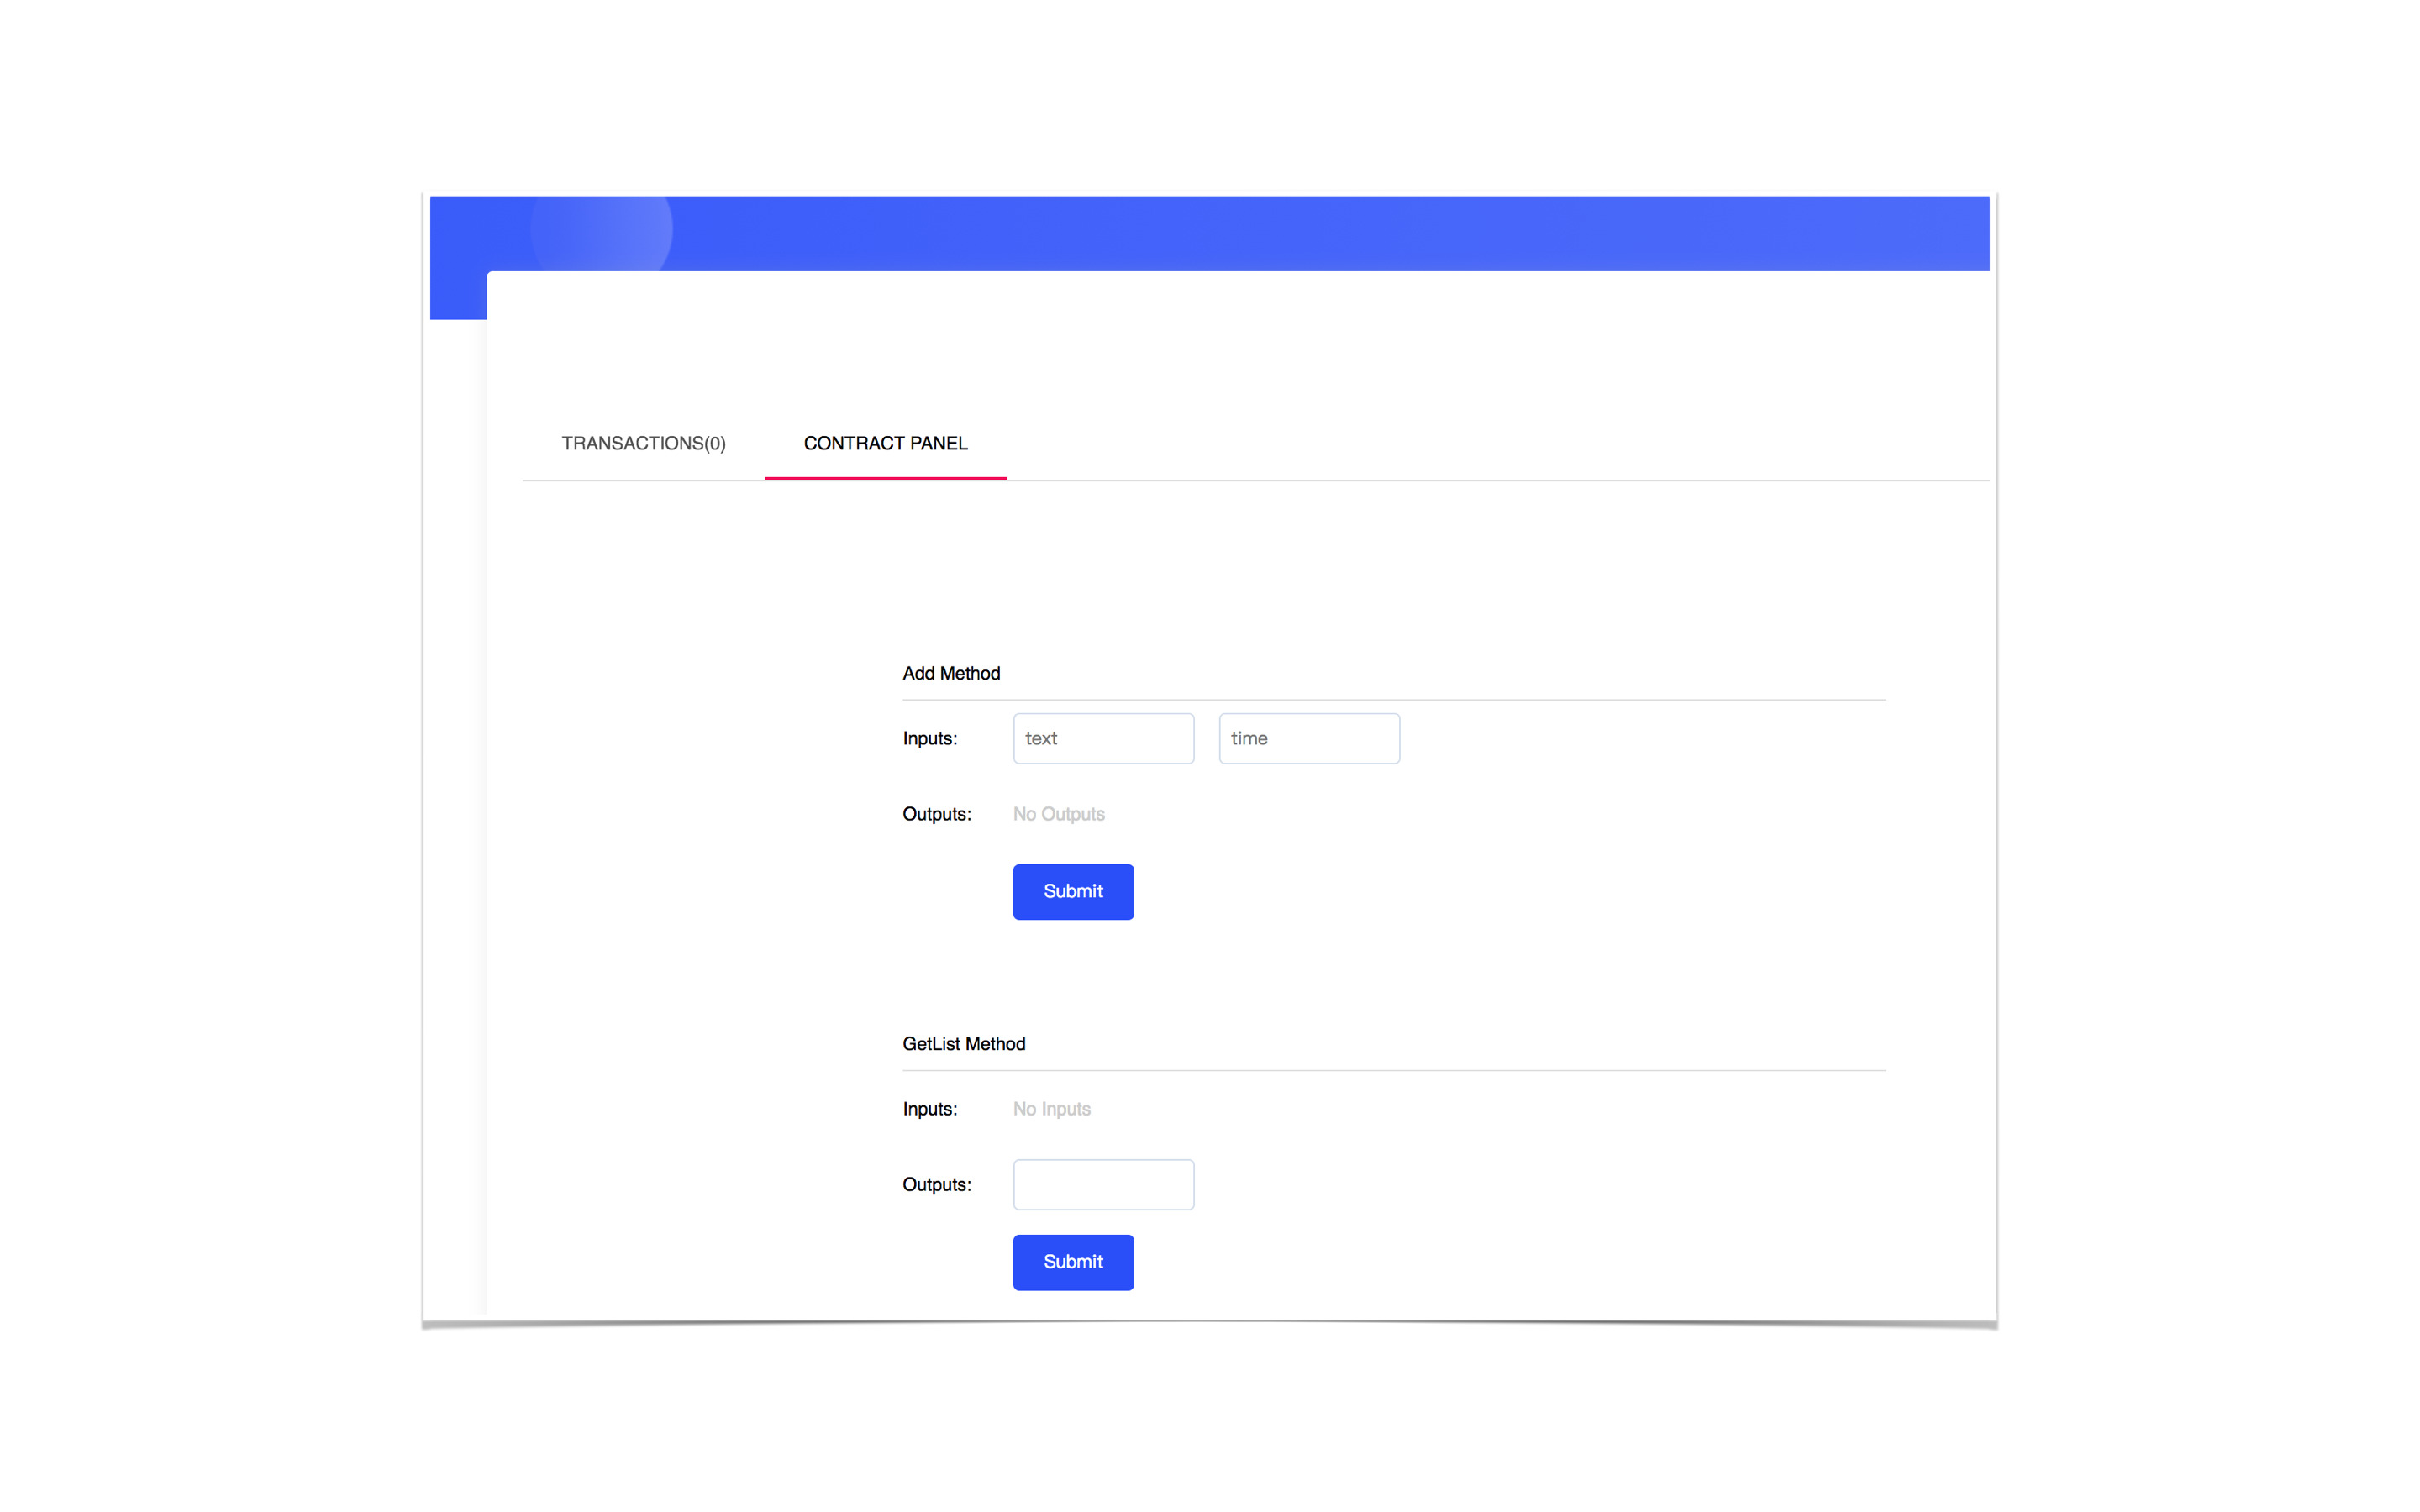 TRANSACTIONS(0) CONTRACT PANEL
Add Method
Inputs: text time
Outputs: No Outputs
Submit
GetList Method
Inputs: No Inputs
Outputs:
Submit